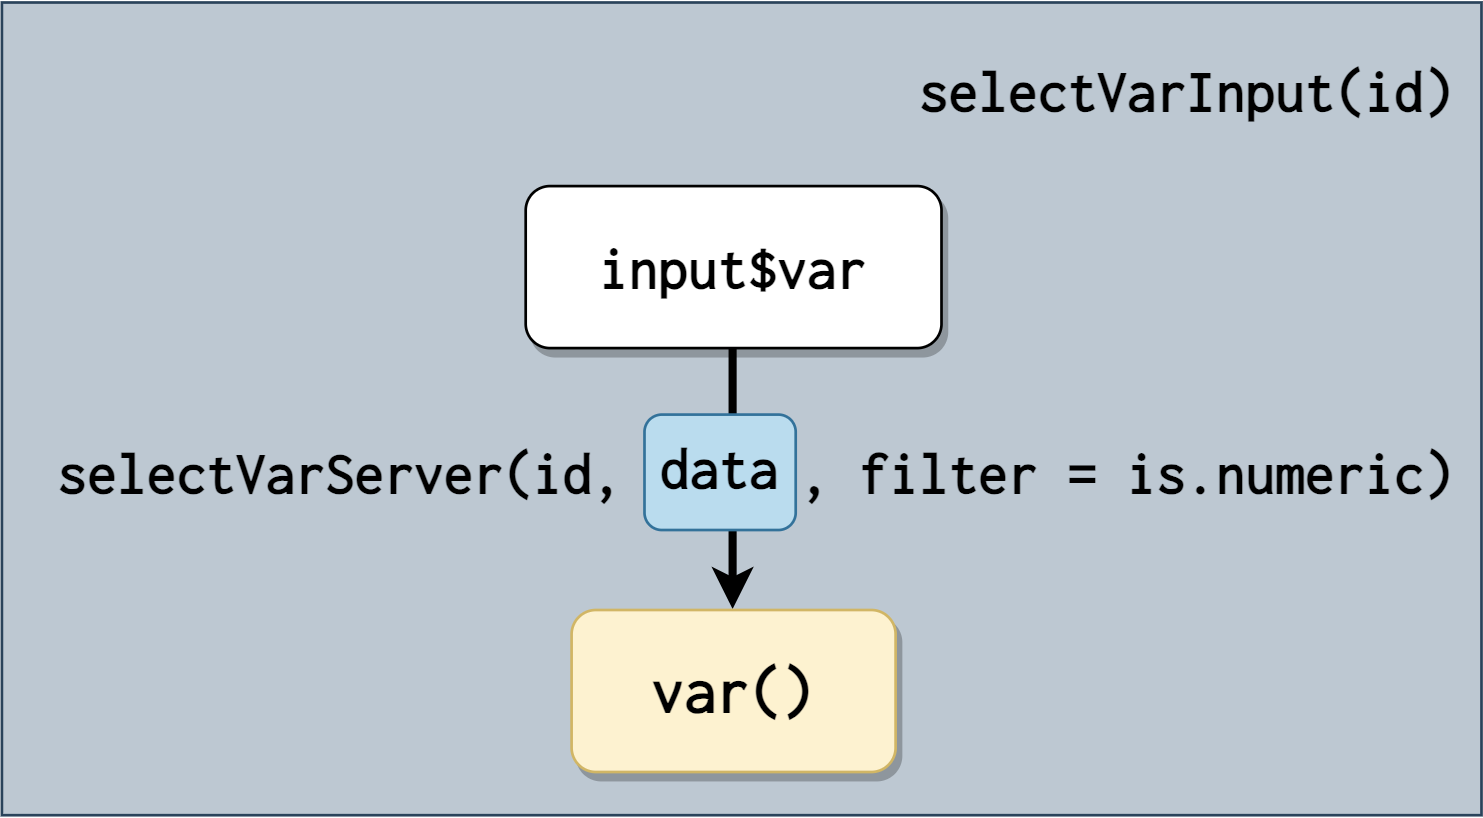 selectVarInput(id)
input$var
selectVarServer(id, data, filter = is.numeric)
var()